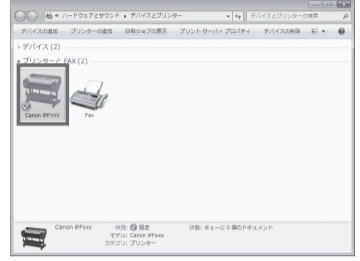 « ハードウェアとサウンド ▸ デバイスとプリンター
デバイスとプリンターの検索
デバイスの追加 プリンターの追加 印刷ジョブの表示 プリント サーバー プロパティ デバイスの削除
デバイス (2)
プリンターと FAX (2)
Canon iPFxxx
Fax
Canon iPFxxx 状態: 既定 状態: キューに 0 個のドキュメント
モデル: Canon iPFxxx
カテゴリ: プリンター